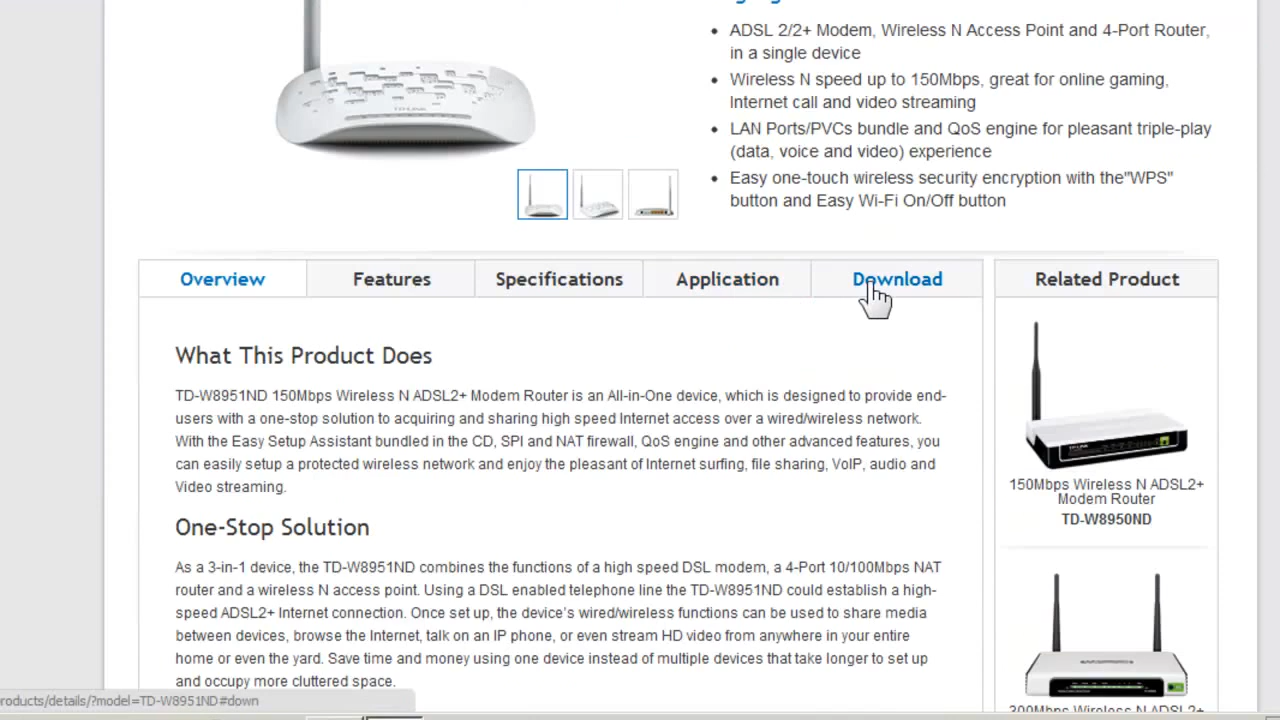 ADSL 2/2+ Modem, Wireless N Access Point and 4-Port Router,
in a single device
Wireless N speed up to 150Mbps, great for online gaming,
Internet call and video streaming
LAN Ports/PVCs bundle and QoS engine for pleasant triple-play
(data, voice and video) experience
Easy one-touch wireless security encryption with the"WPS"
button and Easy Wi-Fi On/Off button
TP-LINK
Overview Features Specifications Application Download Related Product
What This Product Does
TD-W8951ND 150Mbps Wireless N ADSL2+ Modem Router is an All-in-One device, which is designed to provide end-
users with a one-stop solution to acquiring and sharing high speed Internet access over a wired/wireless network.
With the Easy Setup Assistant bundled in the CD, SPI and NAT firewall, QoS engine and other advanced features, you
can easily setup a protected wireless network and enjoy the pleasant of Internet surfing, file sharing, VoIP, audio and
Video streaming.
One-Stop Solution
As a 3-in-1 device, the TD-W8951ND combines the functions of a high speed DSL modem, a 4-Port 10/100Mbps NAT
router and a wireless N access point. Using a DSL enabled telephone line the TD-W8951ND could establish a high-
speed ADSL2+ Internet connection. Once set up, the device's wired/wireless functions can be used to share media
between devices, browse the Internet, talk on an IP phone, or even stream HD video from anywhere in your entire
home or even the yard. Save time and money using one device instead of multiple devices that take longer to set up
and occupy more cluttered space.
150Mbps Wireless N ADSL2+
Modem Router
TD-W8950ND
300Mbps Wireless N ADSL2+
roducts/details/?model=TD-W8951ND#down